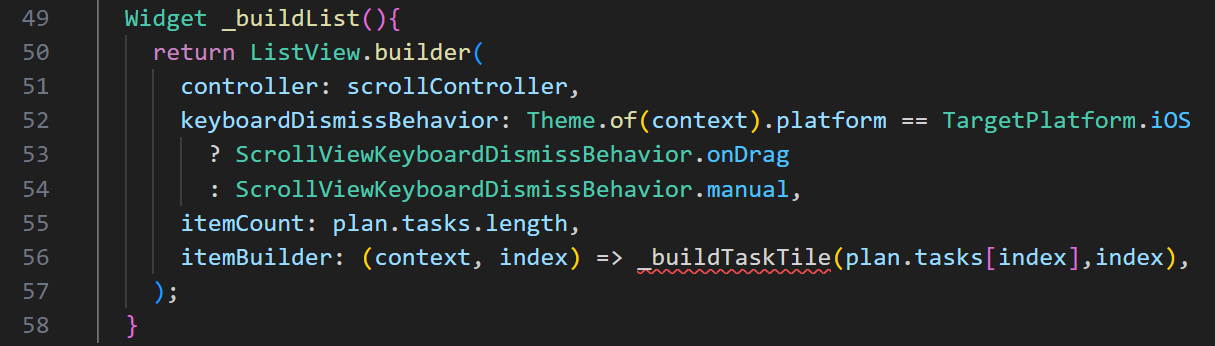 49 Widget _buildList(){
50 return ListView.builder(
51 controller: scrollController,
52 keyboardDismissBehavior: Theme.of(context).platform == TargetPlatform.iOS
53 ? ScrollViewKeyboardDismissBehavior.onDrag
54 : ScrollViewKeyboardDismissBehavior.manual,
55 itemCount: plan.tasks.length,
56 itemBuilder: (context, index) => _buildTaskTile(plan.tasks[index],index),
57 );
58 }